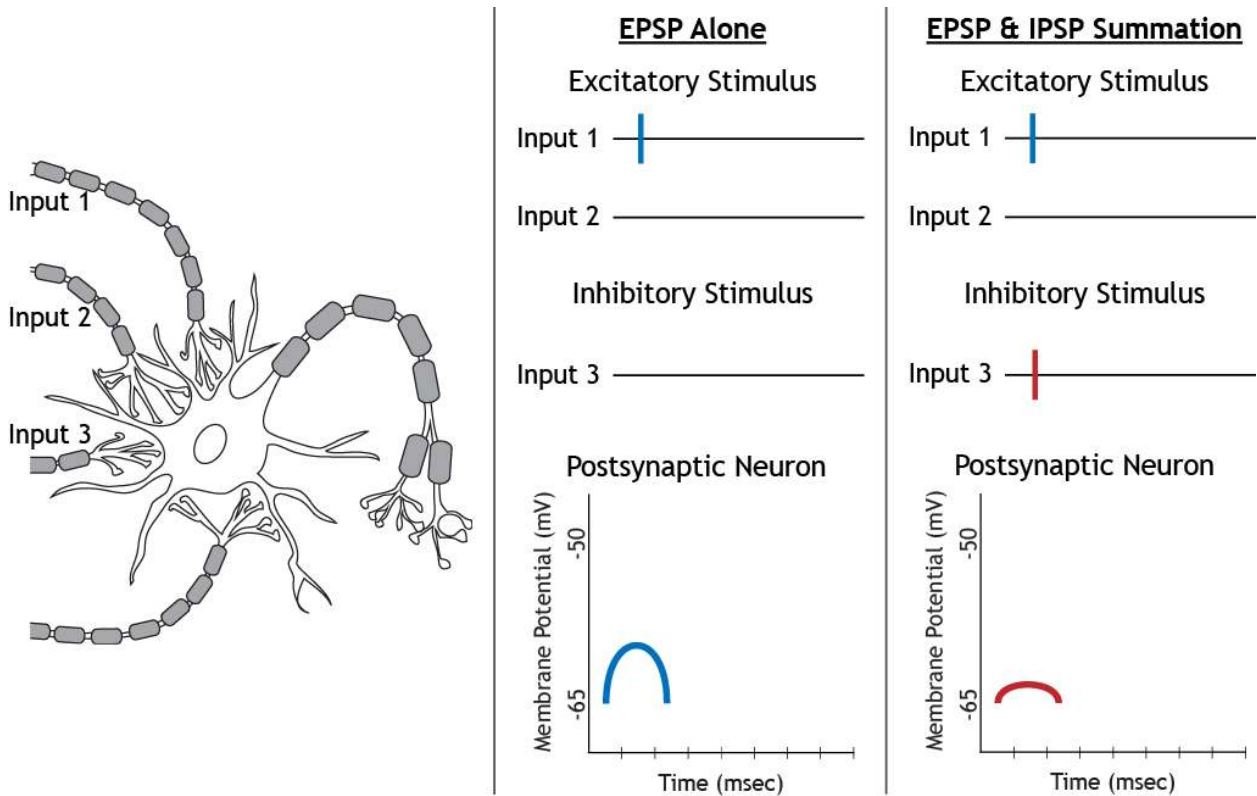 Input 1
Input 2
Input 3
EPSP Alone
Excitatory Stimulus
Input 1
Input 2
Inhibitory Stimulus
Input 3
Postsynaptic Neuron
Membrane Potential (mV)
-50
-65
Time (msec)
EPSP & IPSP Summation
Excitatory Stimulus
Input 1
Input 2
Inhibitory Stimulus
Input 3
Postsynaptic Neuron
Membrane Potential (mV)
-50
-65
Time (msec)